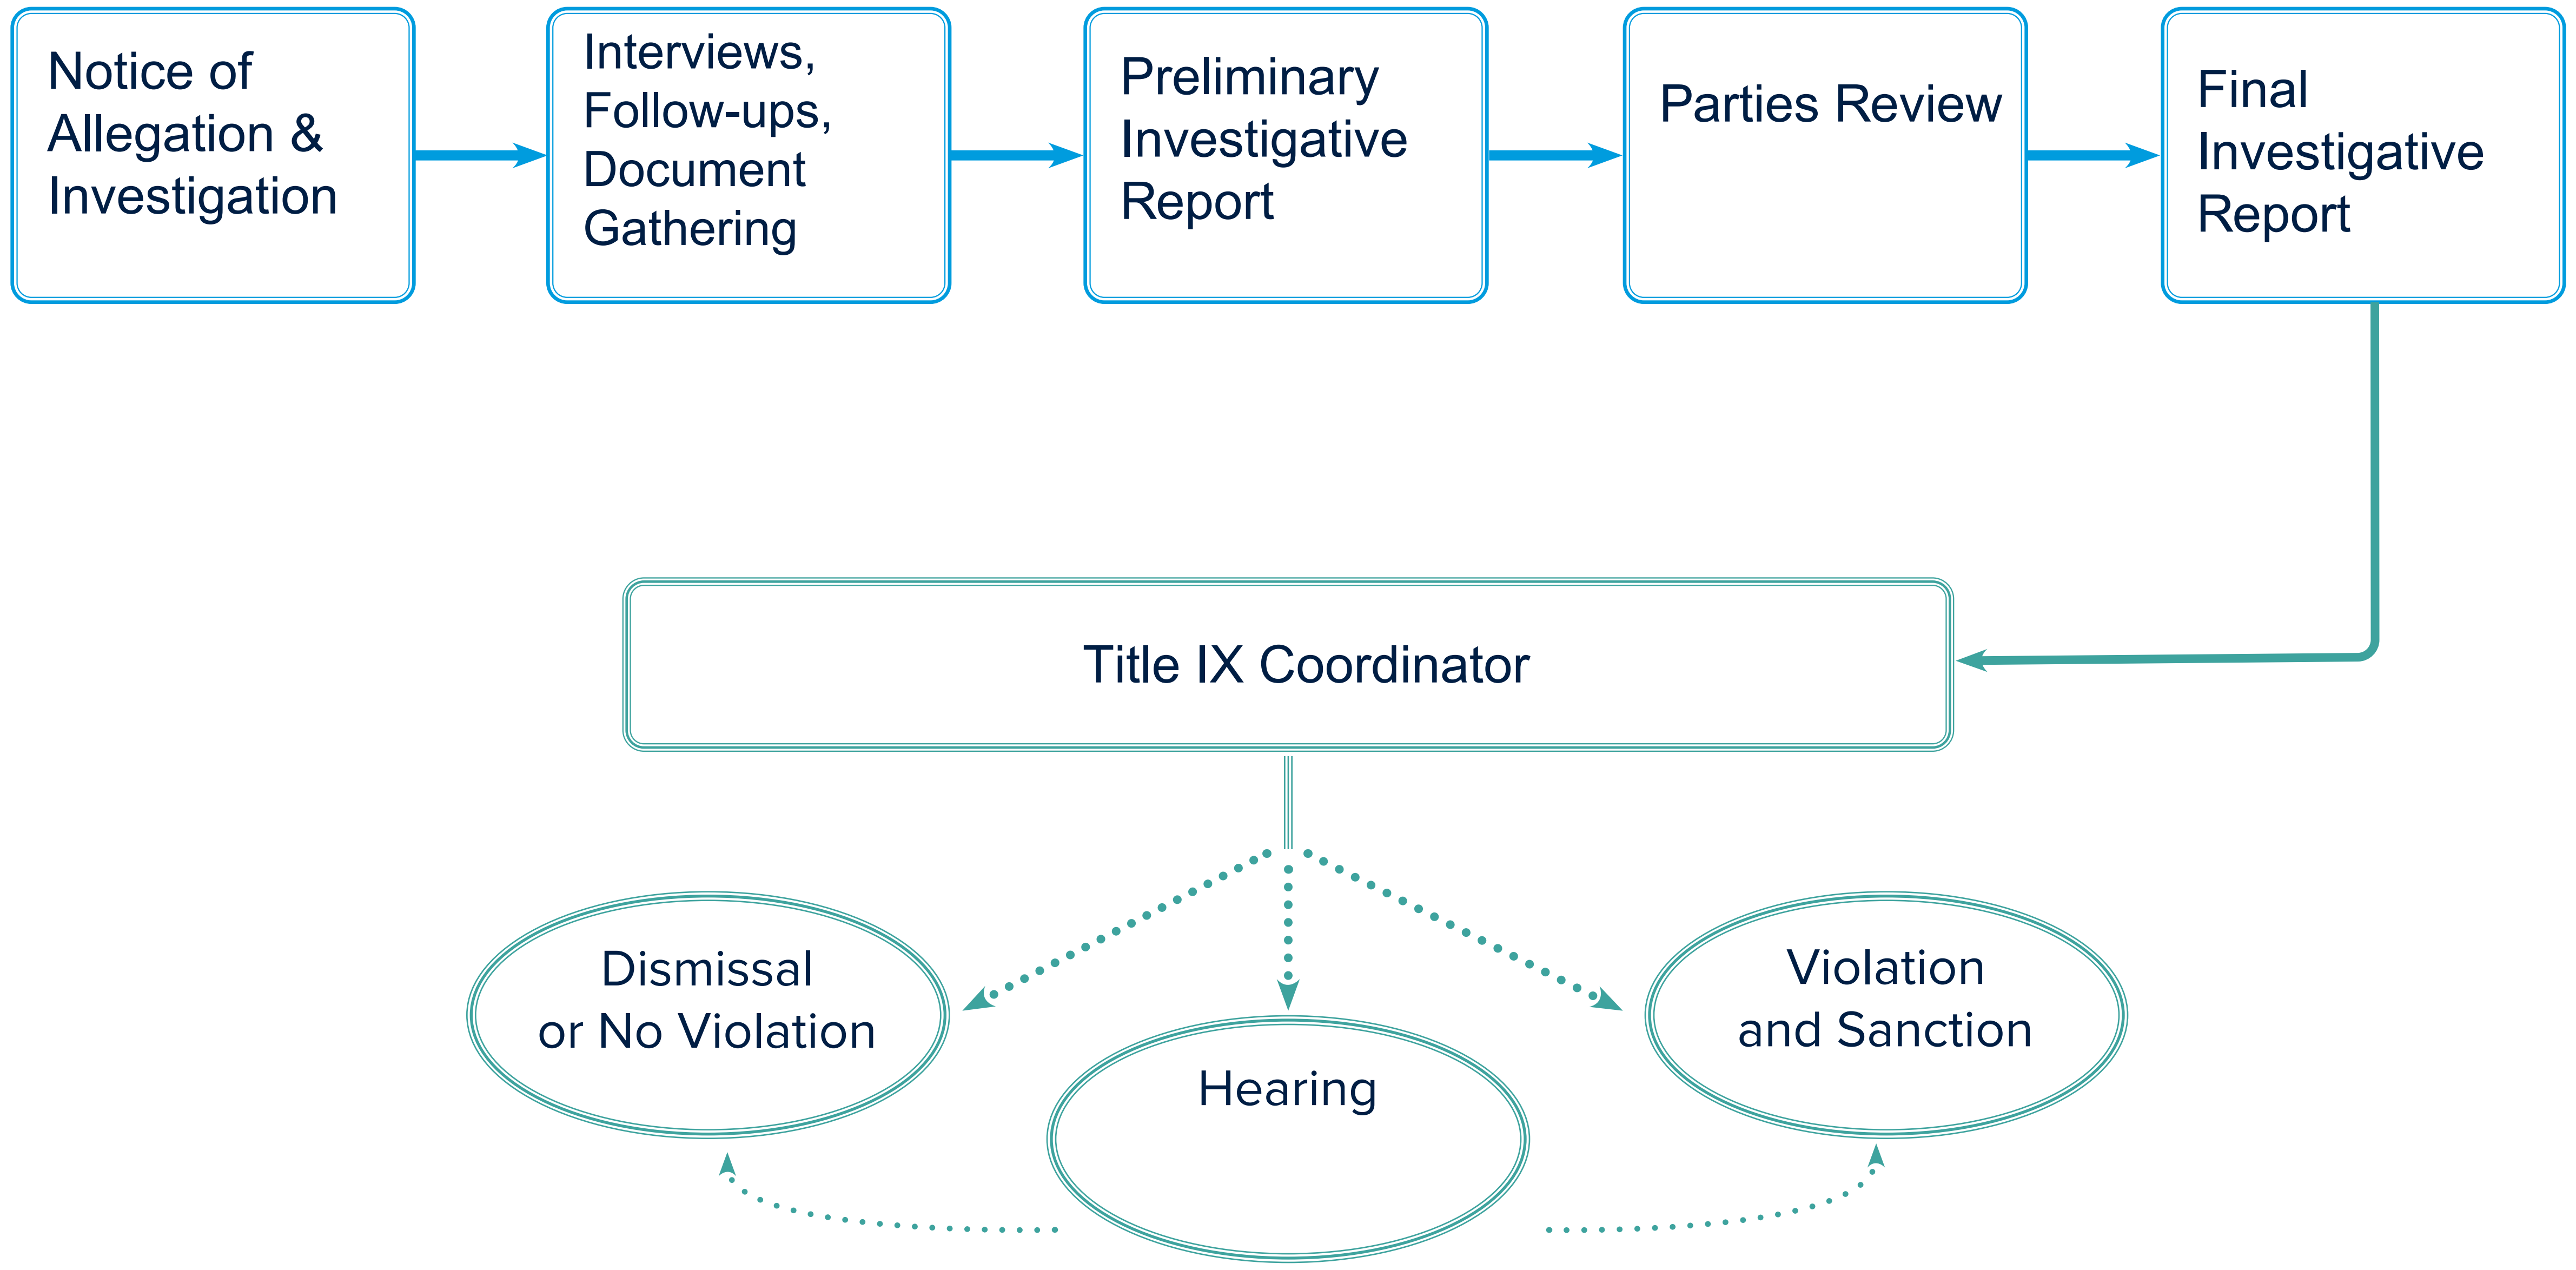 Notice of
Allegation &
Investigation
Interviews,
Follow-ups,
Document
Gathering
Preliminary
Investigative
Report
Parties Review
Final
Investigative
Report
Title IX Coordinator
Dismissal
or No Violation
Hearing
Violation
and Sanction